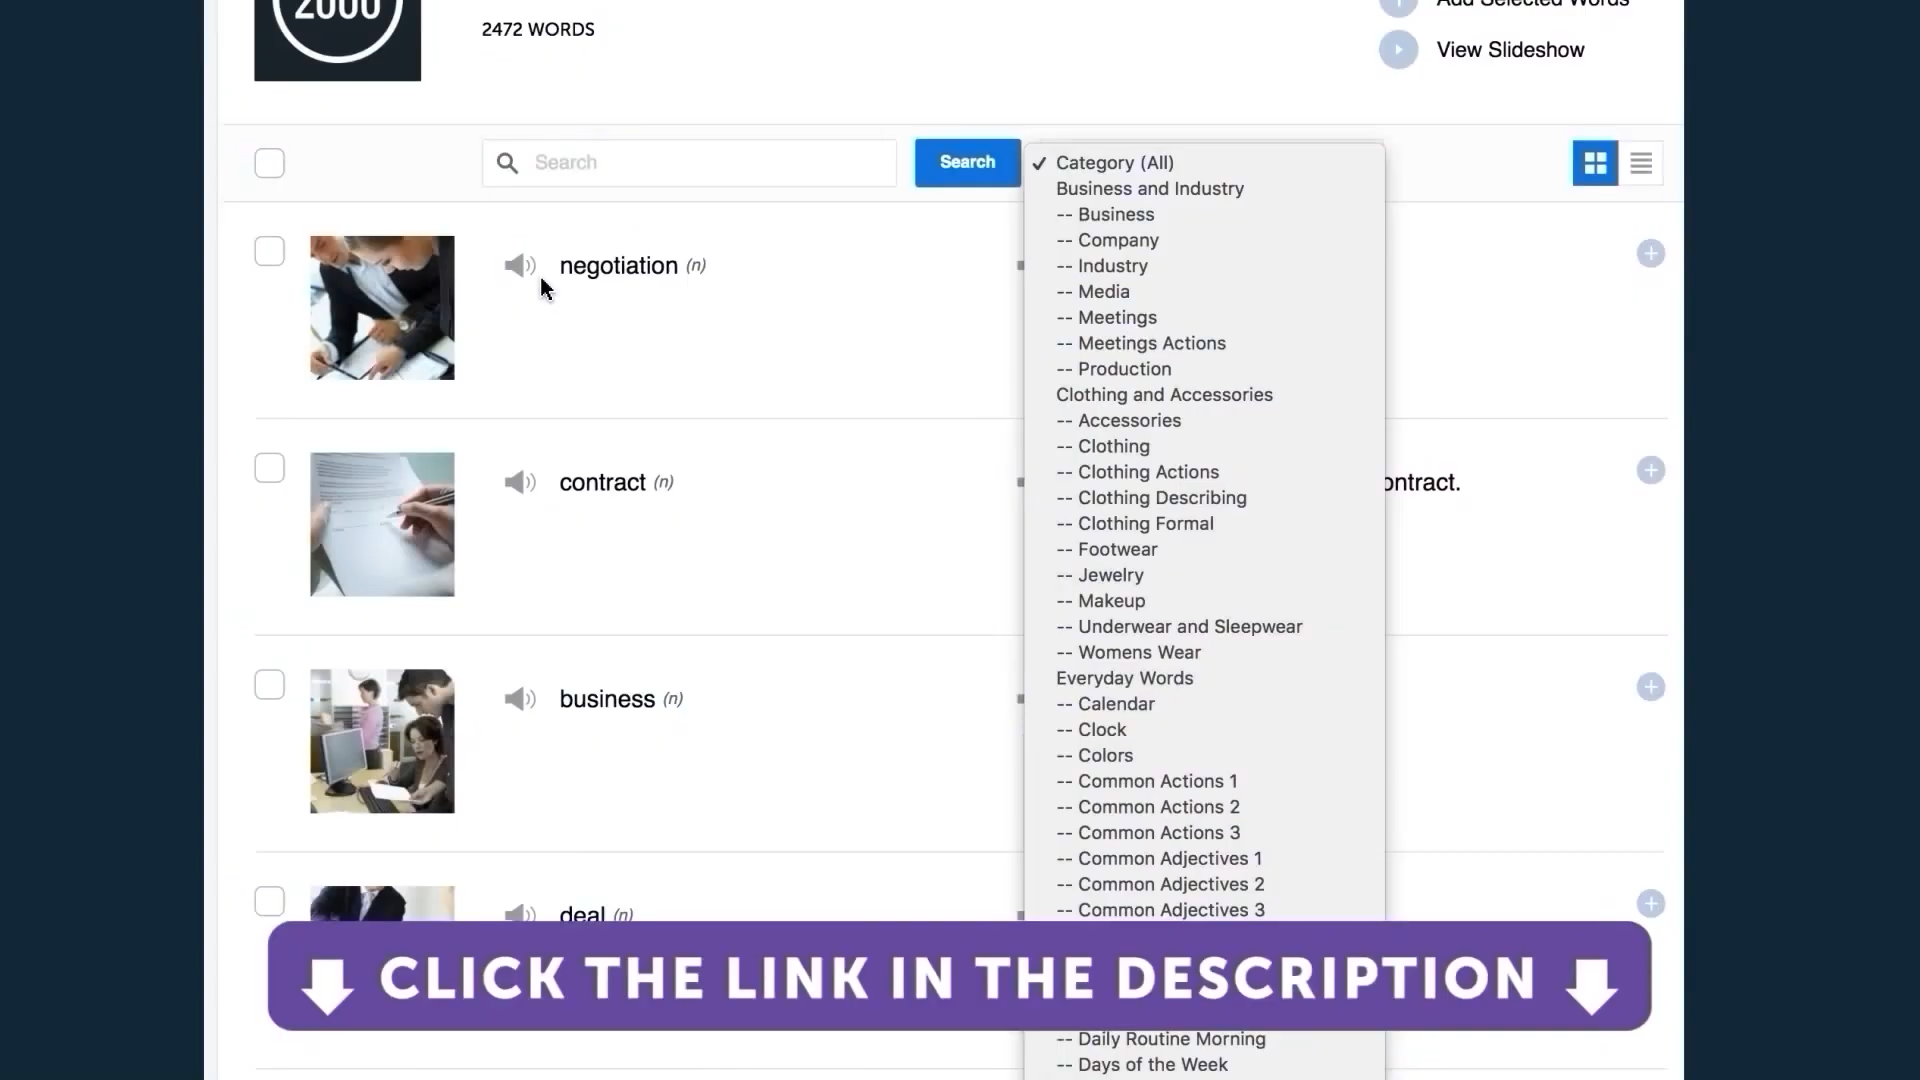 2000
2472 WORDS
Add Selected Words
View Slideshow
Search
Search
Category (All)
Business and Industry
-- Business
-- Company
-- Industry
-- Media
-- Meetings
-- Meetings Actions
-- Production
Clothing and Accessories
-- Accessories
-- Clothing
-- Clothing Actions
-- Clothing Describing
-- Clothing Formal
-- Footwear
-- Jewelry
-- Makeup
-- Underwear and Sleepwear
-- Womens Wear
Everyday Words
-- Calendar
-- Clock
-- Colors
-- Common Actions 1
-- Common Actions 2
-- Common Actions 3
-- Common Adjectives 1
-- Common Adjectives 2
-- Common Adjectives 3
-- Daily Routine Morning
-- Days of the Week
negotiation (n)
contract (n)
ontract.
business (n)
deal (n)
CLICK THE LINK IN THE DESCRIPTION